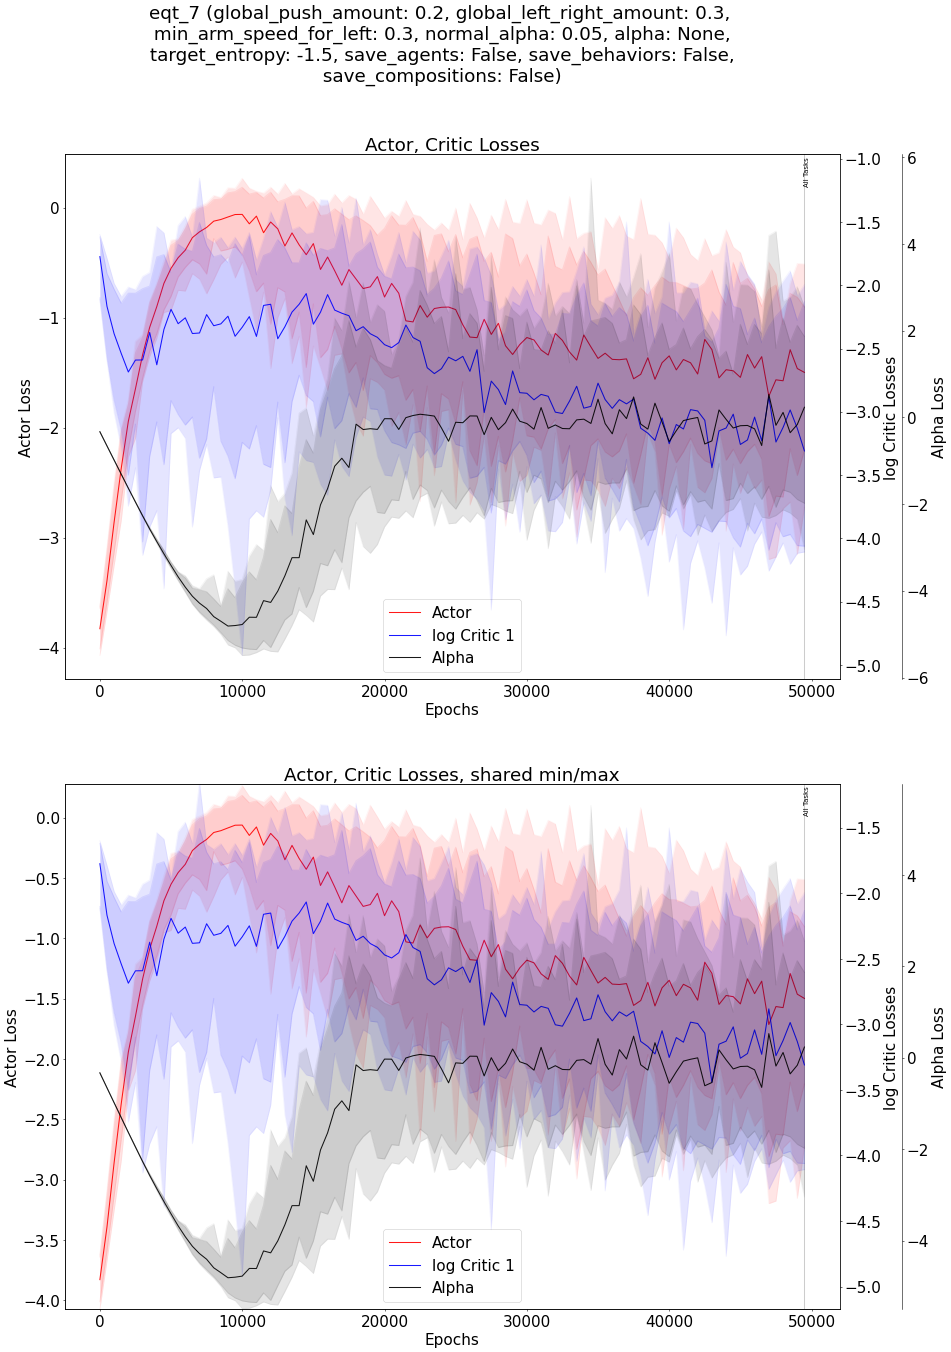 eqt_7 (global_push_amount: 0.2, global_left_right_amount: 0.3,
min_arm_speed_for_left: 0.3, normal_alpha: 0.05, alpha: None,
target_entropy: -1.5, save_agents: False, save_behaviors: False,
save_compositions: False)
Actor, Critic Losses
All Tasks
0
−1
−2
−3
−4
Actor Loss
−1.0
−1.5
−2.0
−2.5
−3.0
−3.5
−4.0
−4.5
−5.0
log Critic Losses
6
4
2
0
−2
−4
−6
Alpha Loss
Actor
log Critic 1
Alpha
0 10000 20000 30000 40000 50000
Epochs
Actor, Critic Losses, shared min/max
All Tasks
0.0
−0.5
−1.0
−1.5
−2.0
−2.5
−3.0
−3.5
−4.0
Actor Loss
−1.5
−2.0
−2.5
−3.0
−3.5
−4.0
−4.5
−5.0
log Critic Losses
4
2
0
−2
−4
Alpha Loss
Actor
log Critic 1
Alpha
0 10000 20000 30000 40000 50000
Epochs